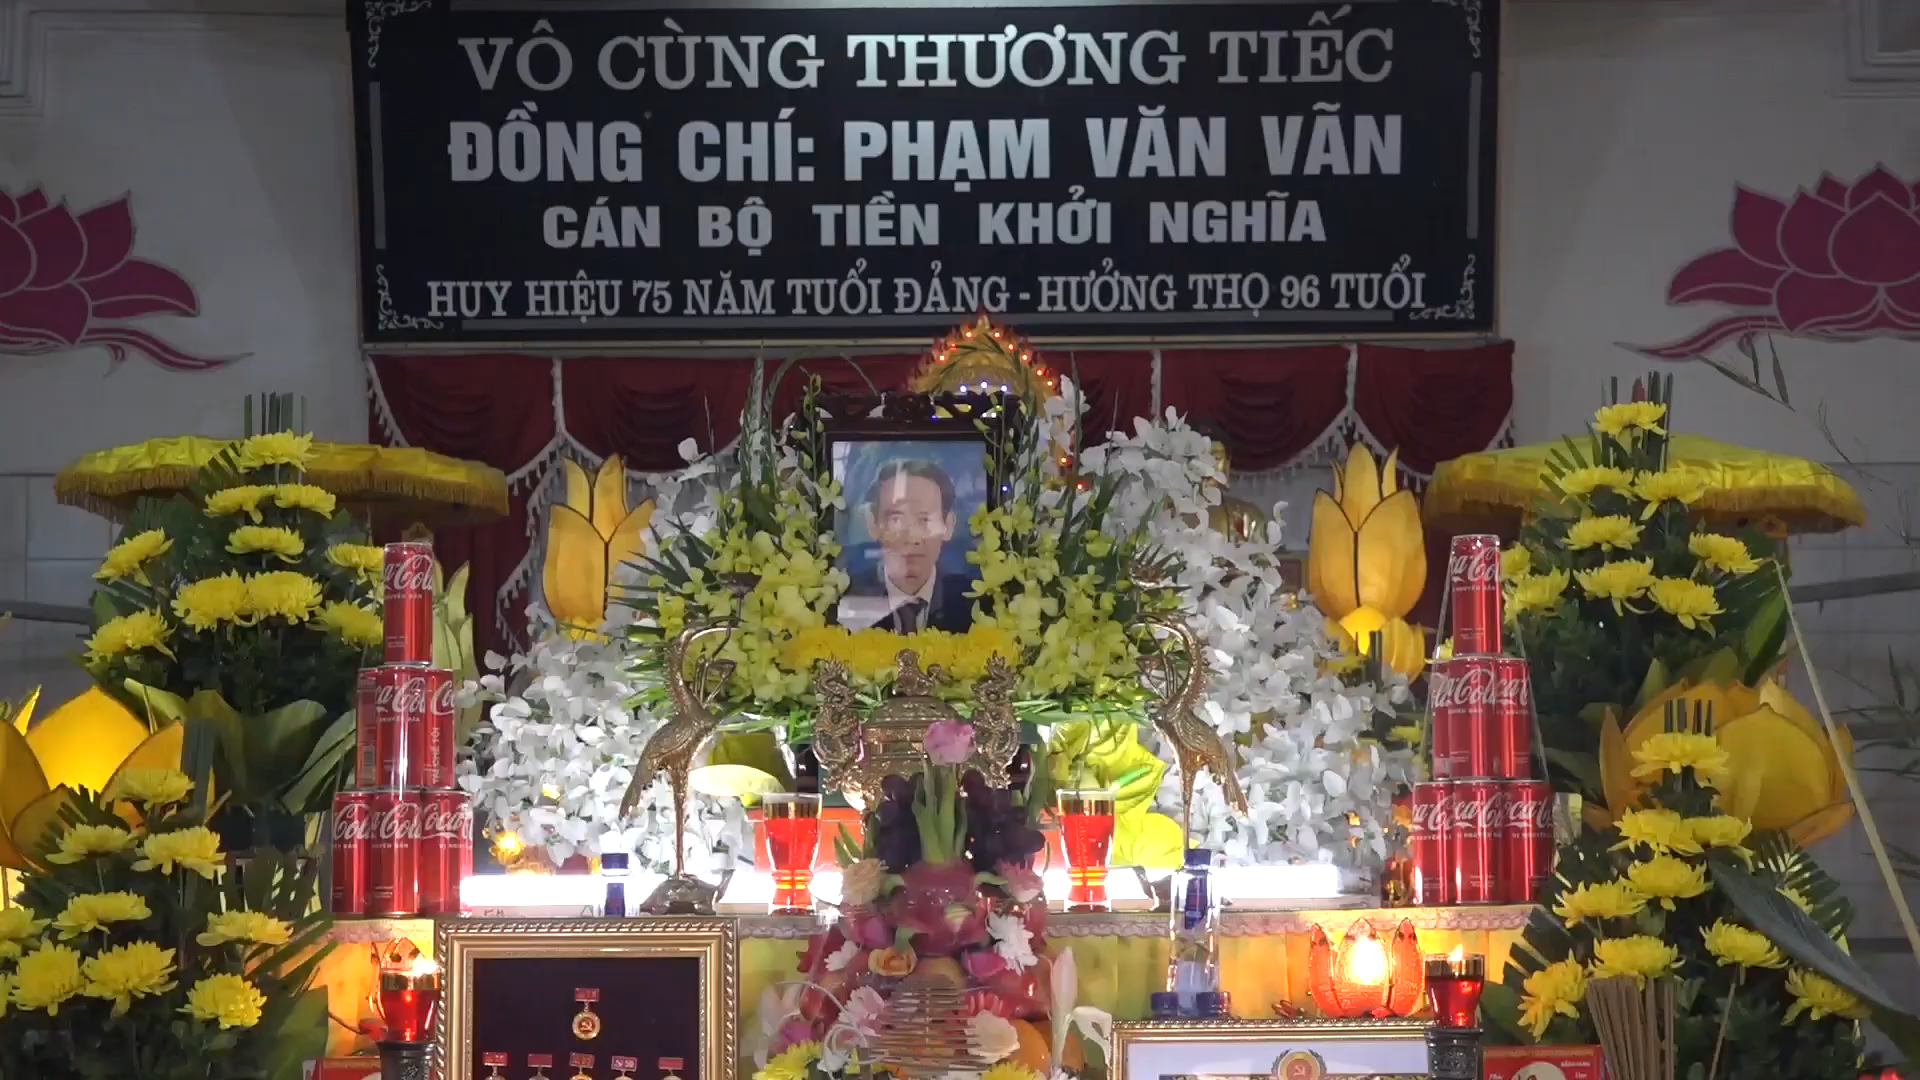 VÔ CÙNG THƯƠNG TIẾC
ĐỒNG CHÍ: PHẠM VĂN VÃN
CÁN BỘ TIỀN KHỞI NGHĨA
HUY HIỆU 75 NĂM TUỔI ĐẢNG - HƯỞNG THỌ 96 TUỔI